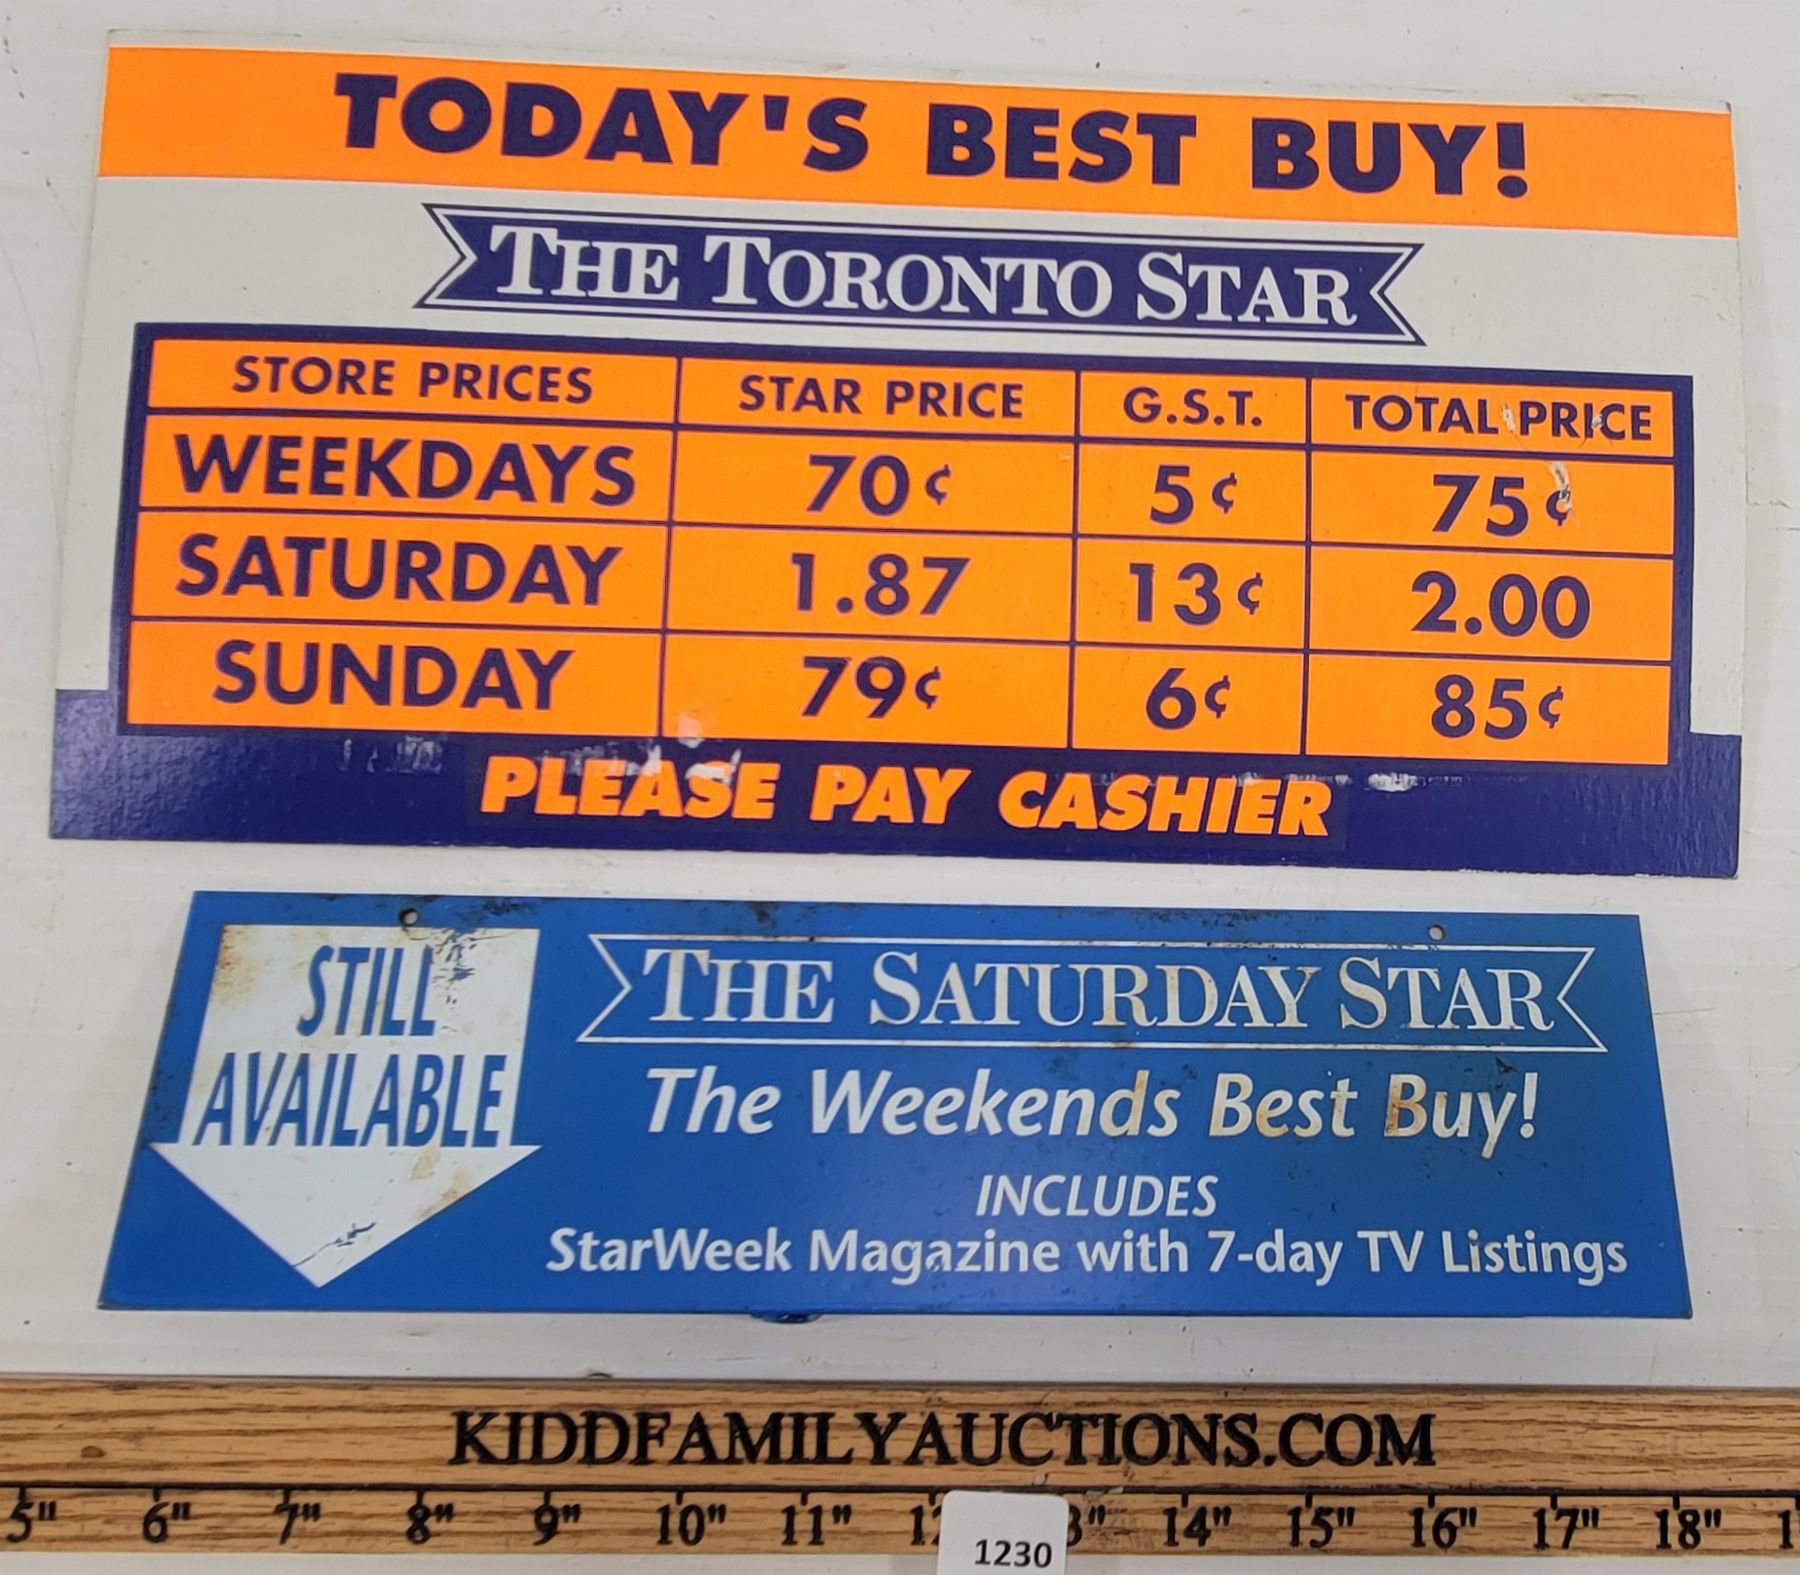 TODAY'S BEST BUY!
THE TORONTO STAR
STORE PRICES STAR PRICE G.S.T. TOTAL PRICE
WEEKDAYS 70¢ 5¢ 75¢
SATURDAY 1.87 13¢ 2.00
SUNDAY 79¢ 6¢ 85¢
PLEASE PAY CASHIER
STILL
AVAILABLE
THE SATURDAY STAR
The Weekends Best Buy!
INCLUDES
StarWeek Magazine with 7-day TV Listings
KIDDFAMILYAUCTIONS.COM
5" 6" 7" 8" 9" 10" 11" 14" 15" 16" 17" 18"
1230